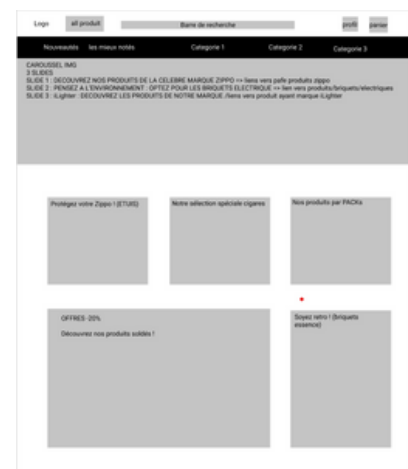 Logo all produit Barre de recherche profil panier
Nouveautés les mieux notés Categorie 1 Categorie 2 Categorie 3
CAROUSSEL IMG
3 SLIDES
SLIDE 1 : DECOUVREZ NOS PRODUITS DE LA CELEBRE MARQUE ZIPPO => liens vers palle produits zippo
SLIDE 2 : PENSEZ A L'ENVIRONNEMENT : OPTEZ POUR LES BRIQUETS ELECTRIQUE => lien vers produits/briquets/electriques
SLIDE 3 : iLighter : DECOUVREZ LES PRODUITS DE NOTRE MARQUE /liens vers produit ayant marque iLighter
Protégez votre Zippo ! (ETUIS)
Notre sélection spéciale cigares
Nos produits par PACKs
OFFRES -20%
Découvrez nos produits soldés !
Soyez retro ! (briquets
essence)